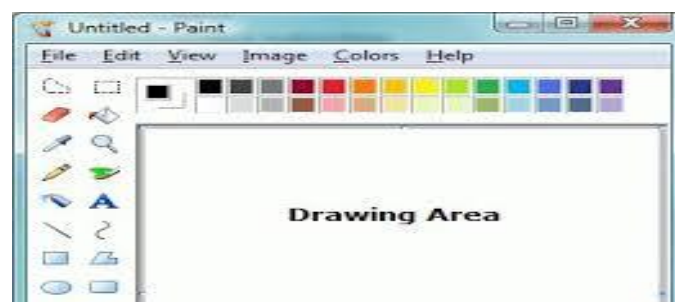 Untitled - Paint
File Edit View Image Colors Help
A
Drawing Area